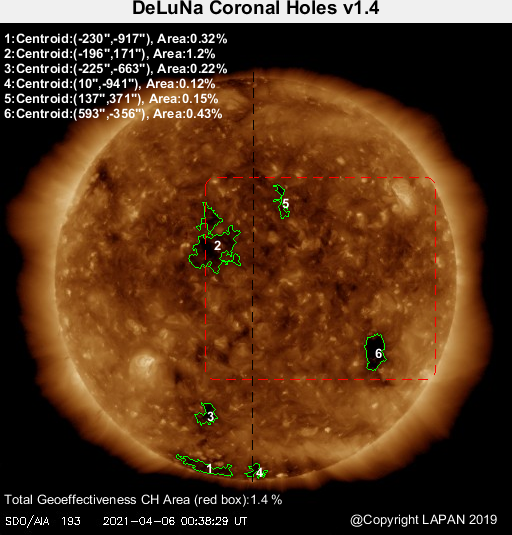 DeLuNa Coronal Holes v1.4
1:Centroid:(-230",-917"), Area:0.32%
2:Centroid:(-196",171"), Area:1.2%
3:Centroid:(-225",-663"), Area:0.22%
4:Centroid:(10",-941"), Area:0.12%
5:Centroid:(137",371"), Area:0.15%
6:Centroid:(593",-356"), Area:0.43%
5
2
6
3
1
4
Total Geoeffectiveness CH Area (red box):1.4 %
SDO/AIA 193 2021-04-06 00:38:29 UT
@Copyright LAPAN 2019